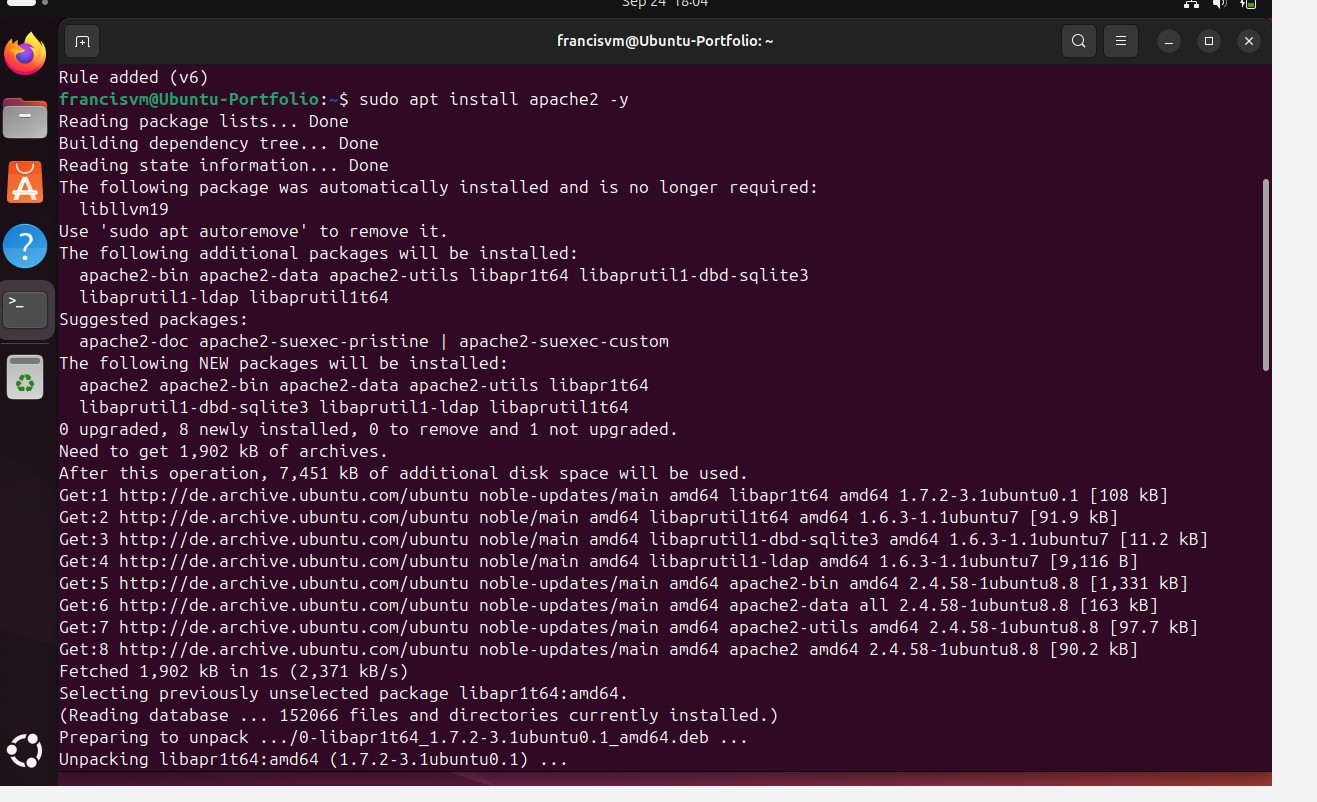 Sep 24 18:04
francisvm@Ubuntu-Portfolio: ~
Rule added (v6)
francisvm@Ubuntu-Portfolio:~$ sudo apt install apache2 -y
Reading package lists... Done
Building dependency tree... Done
Reading state information... Done
The following package was automatically installed and is no longer required:
  libllvm19
Use 'sudo apt autoremove' to remove it.
The following additional packages will be installed:
  apache2-bin apache2-data apache2-utils libapr1t64 libaprutil1-dbd-sqlite3
  libaprutil1-ldap libaprutil1t64
Suggested packages:
  apache2-doc apache2-suexec-pristine | apache2-suexec-custom
The following NEW packages will be installed:
  apache2 apache2-bin apache2-data apache2-utils libapr1t64
  libaprutil1-dbd-sqlite3 libaprutil1-ldap libaprutil1t64
0 upgraded, 8 newly installed, 0 to remove and 1 not upgraded.
Need to get 1,902 kB of archives.
After this operation, 7,451 kB of additional disk space will be used.
Get:1 http://de.archive.ubuntu.com/ubuntu noble-updates/main amd64 libapr1t64 amd64 1.7.2-3.1ubuntu0.1 [108 kB]
Get:2 http://de.archive.ubuntu.com/ubuntu noble/main amd64 libaprutil1t64 amd64 1.6.3-1.1ubuntu7 [91.9 kB]
Get:3 http://de.archive.ubuntu.com/ubuntu noble/main amd64 libaprutil1-dbd-sqlite3 amd64 1.6.3-1.1ubuntu7 [11.2 kB]
Get:4 http://de.archive.ubuntu.com/ubuntu noble/main amd64 libaprutil1-ldap amd64 1.6.3-1.1ubuntu7 [9,116 B]
Get:5 http://de.archive.ubuntu.com/ubuntu noble-updates/main amd64 apache2-bin amd64 2.4.58-1ubuntu8.8 [1,331 kB]
Get:6 http://de.archive.ubuntu.com/ubuntu noble-updates/main amd64 apache2-data all 2.4.58-1ubuntu8.8 [163 kB]
Get:7 http://de.archive.ubuntu.com/ubuntu noble-updates/main amd64 apache2-utils amd64 2.4.58-1ubuntu8.8 [97.7 kB]
Get:8 http://de.archive.ubuntu.com/ubuntu noble-updates/main amd64 apache2 amd64 2.4.58-1ubuntu8.8 [90.2 kB]
Fetched 1,902 kB in 1s (2,371 kB/s)
Selecting previously unselected package libapr1t64:amd64.
(Reading database ... 152066 files and directories currently installed.)
Preparing to unpack .../0-libapr1t64_1.7.2-3.1ubuntu0.1_amd64.deb ...
Unpacking libapr1t64:amd64 (1.7.2-3.1ubuntu0.1) ...